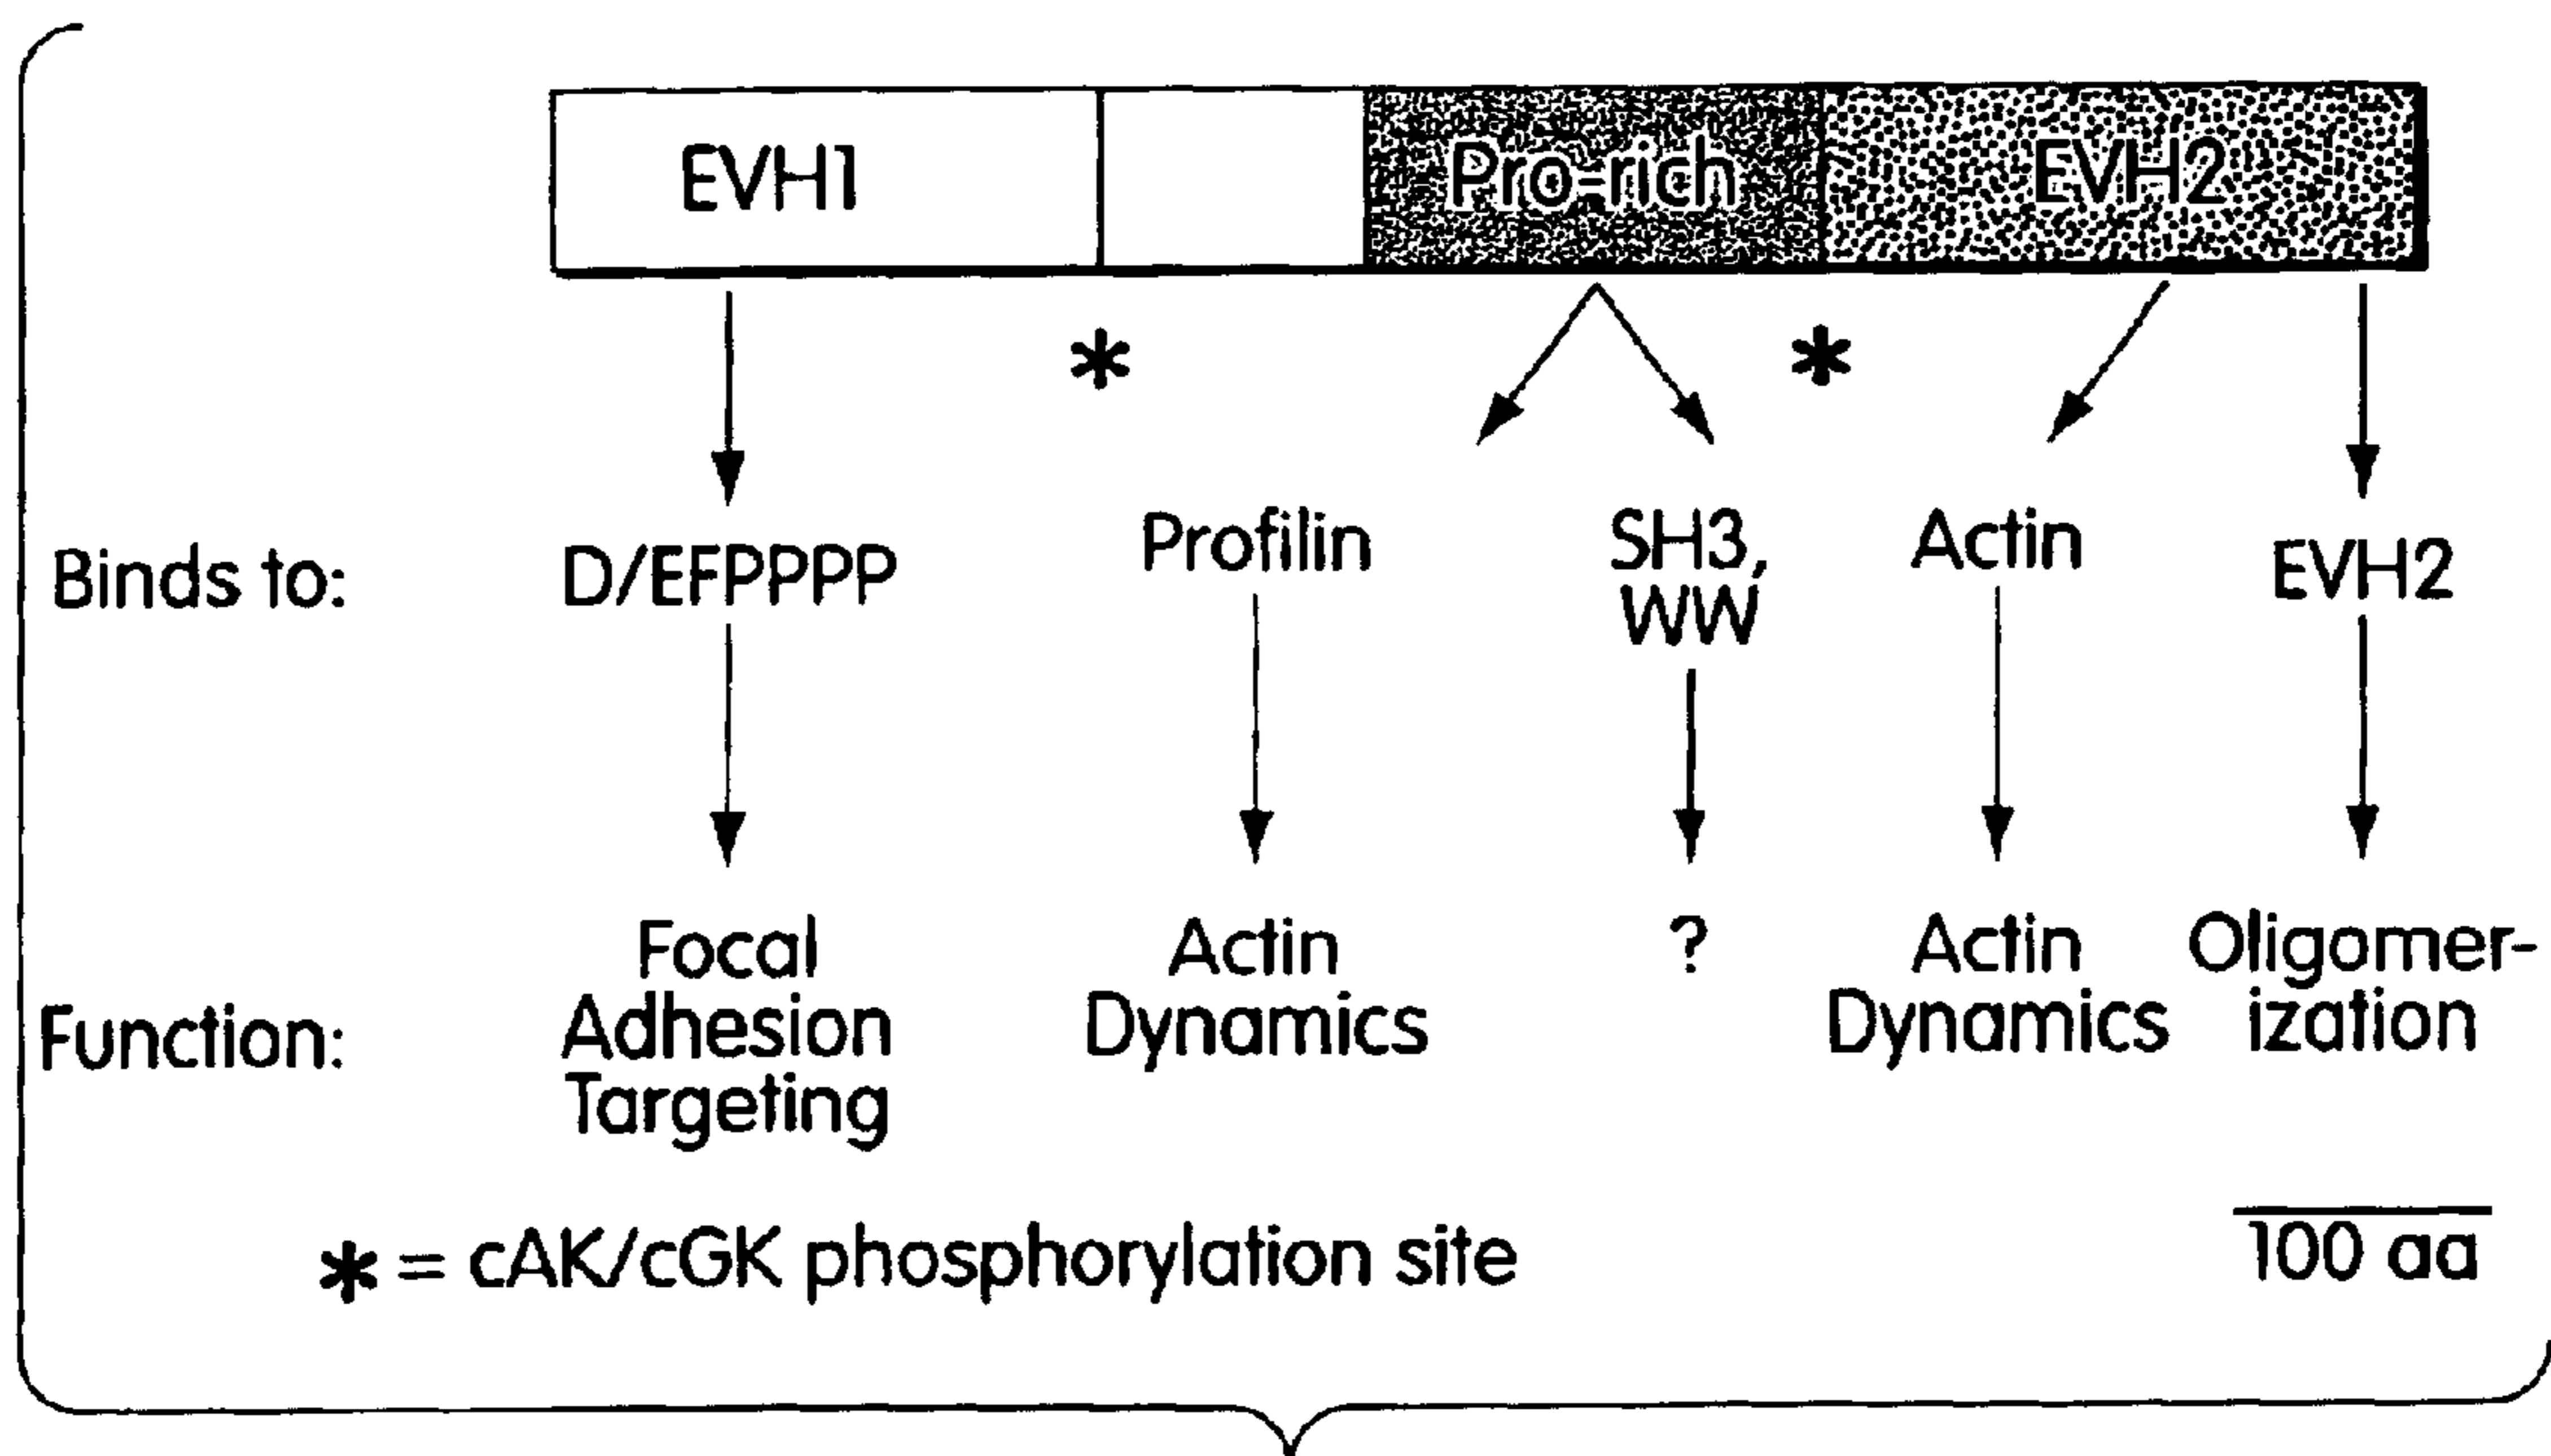 EVH1 Pro-rich EVH2
* *
Binds to: D/EFPPPP Profilin SH3, Actin EVH2
WW
Function: Focal Actin ? Actin Oligomer-
Adhesion Dynamics Dynamics ization
Targeting
* = cAK/cGK phosphorylation site 100 aa